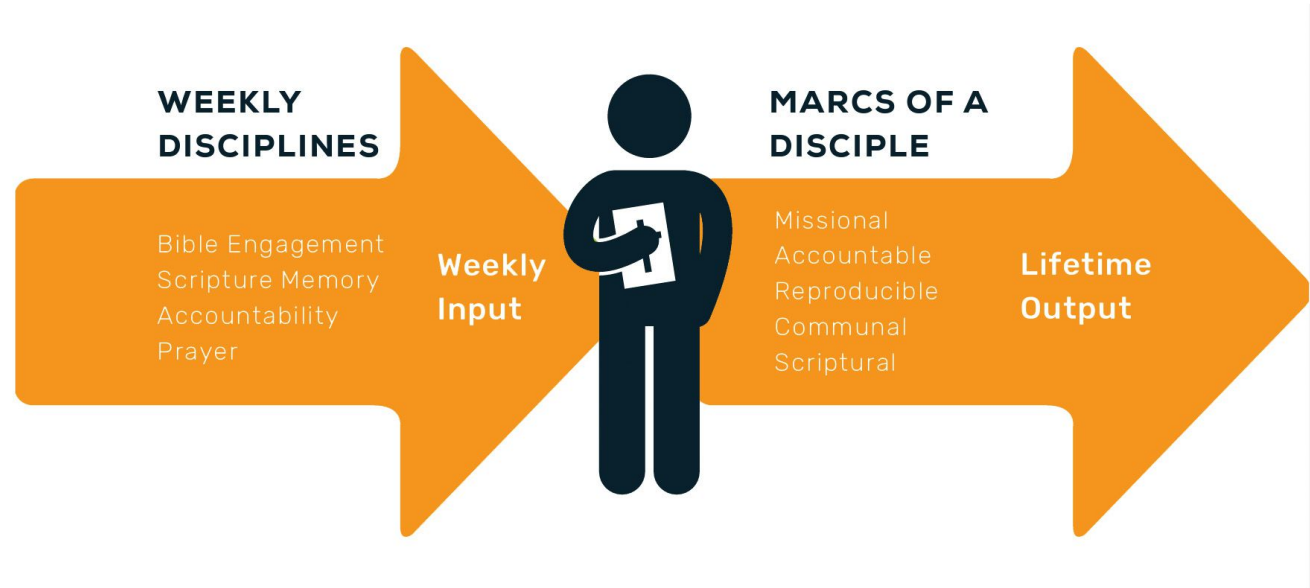 WEEKLY
DISCIPLINES
Bible Engagement
Scripture Memory
Accountability
Prayer
Weekly
Input
MARCS OF A
DISCIPLE
Missional
Accountable
Reproducible
Communal
Scriptural
Lifetime
Output